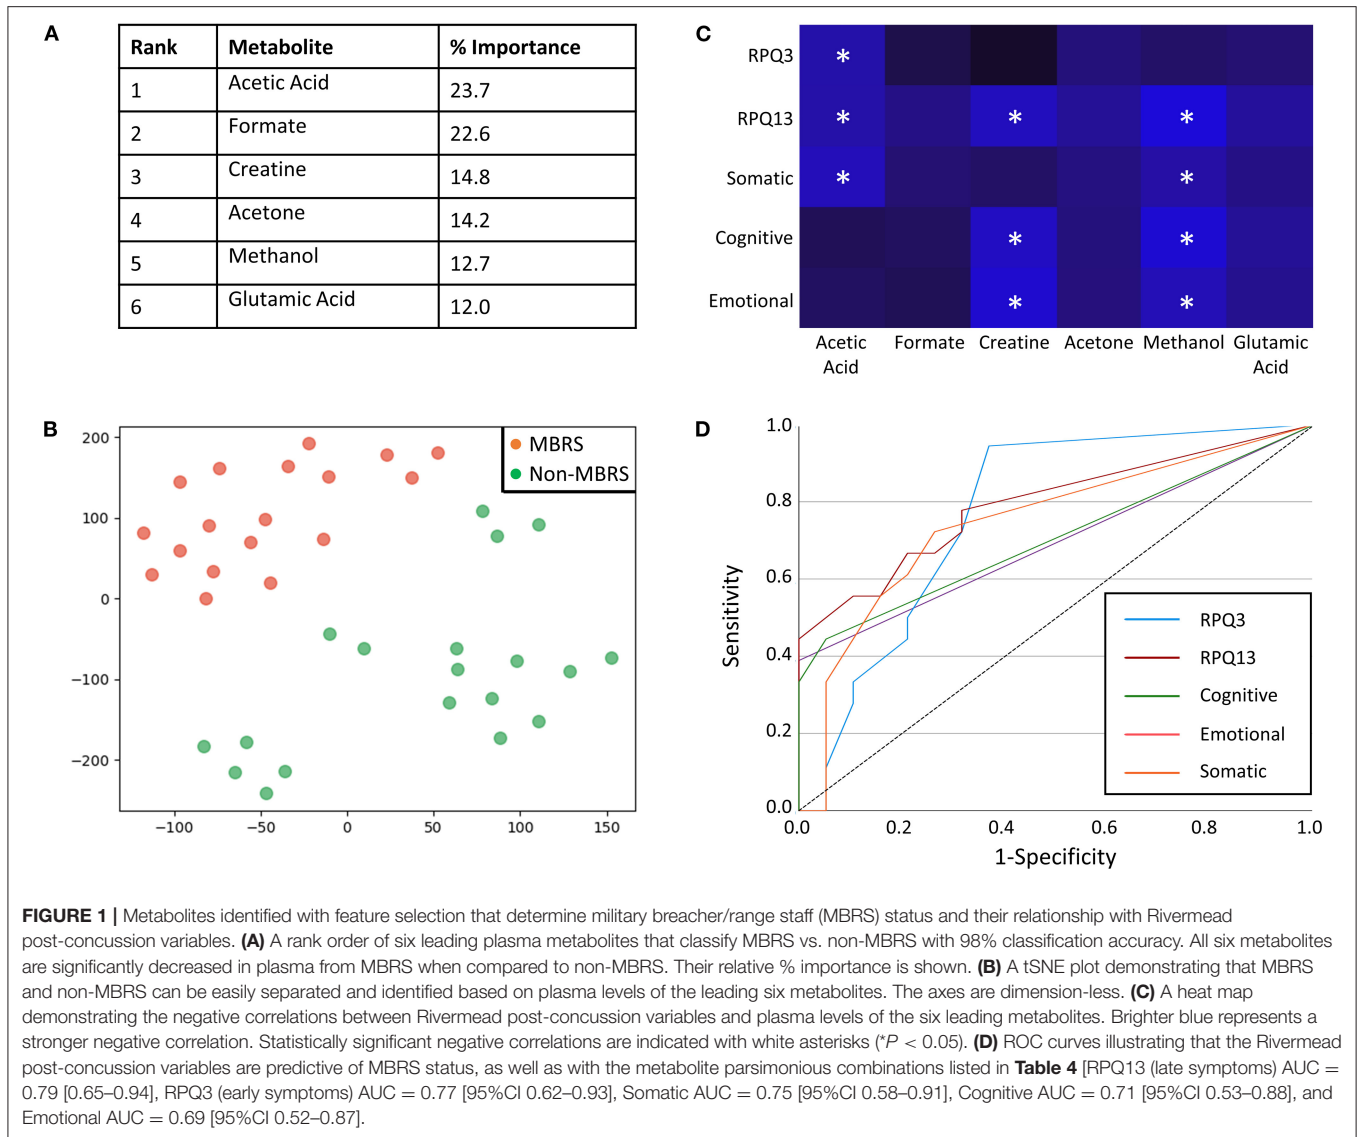 A
Rank Metabolite % Importance
1 Acetic Acid 23.7
2 Formate 22.6
3 Creatine 14.8
4 Acetone 14.2
5 Methanol 12.7
6 Glutamic Acid 12.0
C
RPQ3 *
RPQ13 * * *
Somatic * *
Cognitive * *
Emotional * *
Acetic Acid Formate Creatine Acetone Methanol Glutamic Acid
B
MBRS
Non-MBRS
200
100
0
−100
−200
−100 −50 0 50 100 150
D
Sensitivity
1.0
0.8
0.6
0.4
0.2
0.0
0.0 0.2 0.4 0.6 0.8 1.0
1-Specificity
RPQ3
RPQ13
Cognitive
Emotional
Somatic
FIGURE 1 | Metabolites identified with feature selection that determine military breacher/range staff (MBRS) status and their relationship with Rivermead
post-concussion variables. (A) A rank order of six leading plasma metabolites that classify MBRS vs. non-MBRS with 98% classification accuracy. All six metabolites
are significantly decreased in plasma from MBRS when compared to non-MBRS. Their relative % importance is shown. (B) A tSNE plot demonstrating that MBRS
and non-MBRS can be easily separated and identified based on plasma levels of the leading six metabolites. The axes are dimension-less. (C) A heat map
demonstrating the negative correlations between Rivermead post-concussion variables and plasma levels of the six leading metabolites. Brighter blue represents a
stronger negative correlation. Statistically significant negative correlations are indicated with white asterisks (*P < 0.05). (D) ROC curves illustrating that the Rivermead
post-concussion variables are predictive of MBRS status, as well as with the metabolite parsimonious combinations listed in Table 4 [RPQ13 (late symptoms) AUC =
0.79 [0.65–0.94], RPQ3 (early symptoms) AUC = 0.77 [95%CI 0.62–0.93], Somatic AUC = 0.75 [95%CI 0.58–0.91], Cognitive AUC = 0.71 [95%CI 0.53–0.88], and
Emotional AUC = 0.69 [95%CI 0.52–0.87].